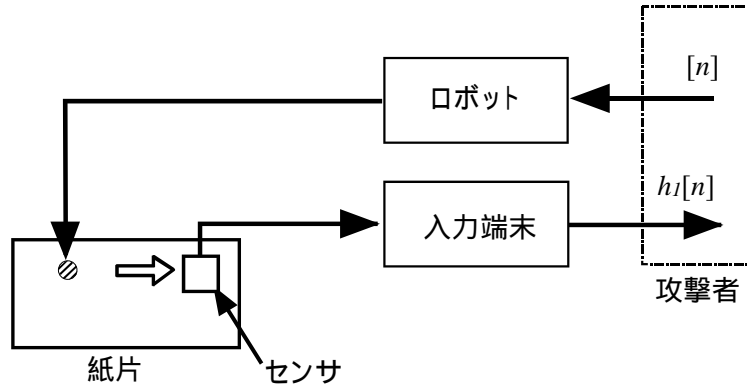 [n]
ロボット
h1[n]
入力端末
攻撃者
紙片
センサ